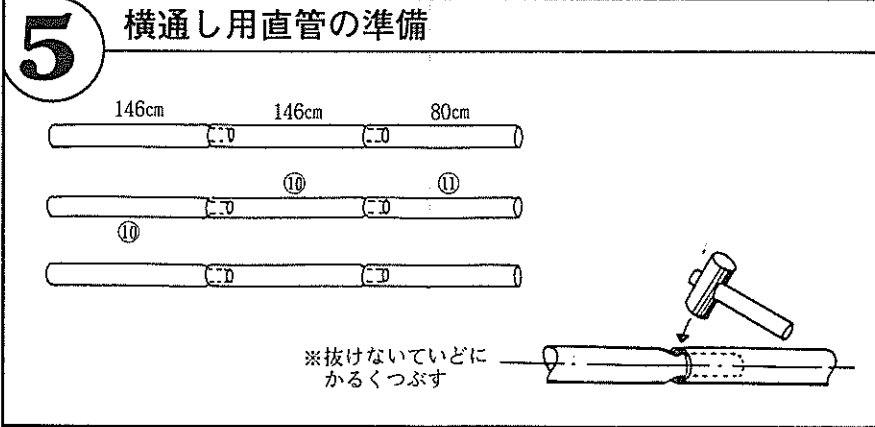 5
横通し用直管の準備
146cm 146cm 80cm
⑩ ⑪
⑩
※抜けないていどに
かるくつぶす